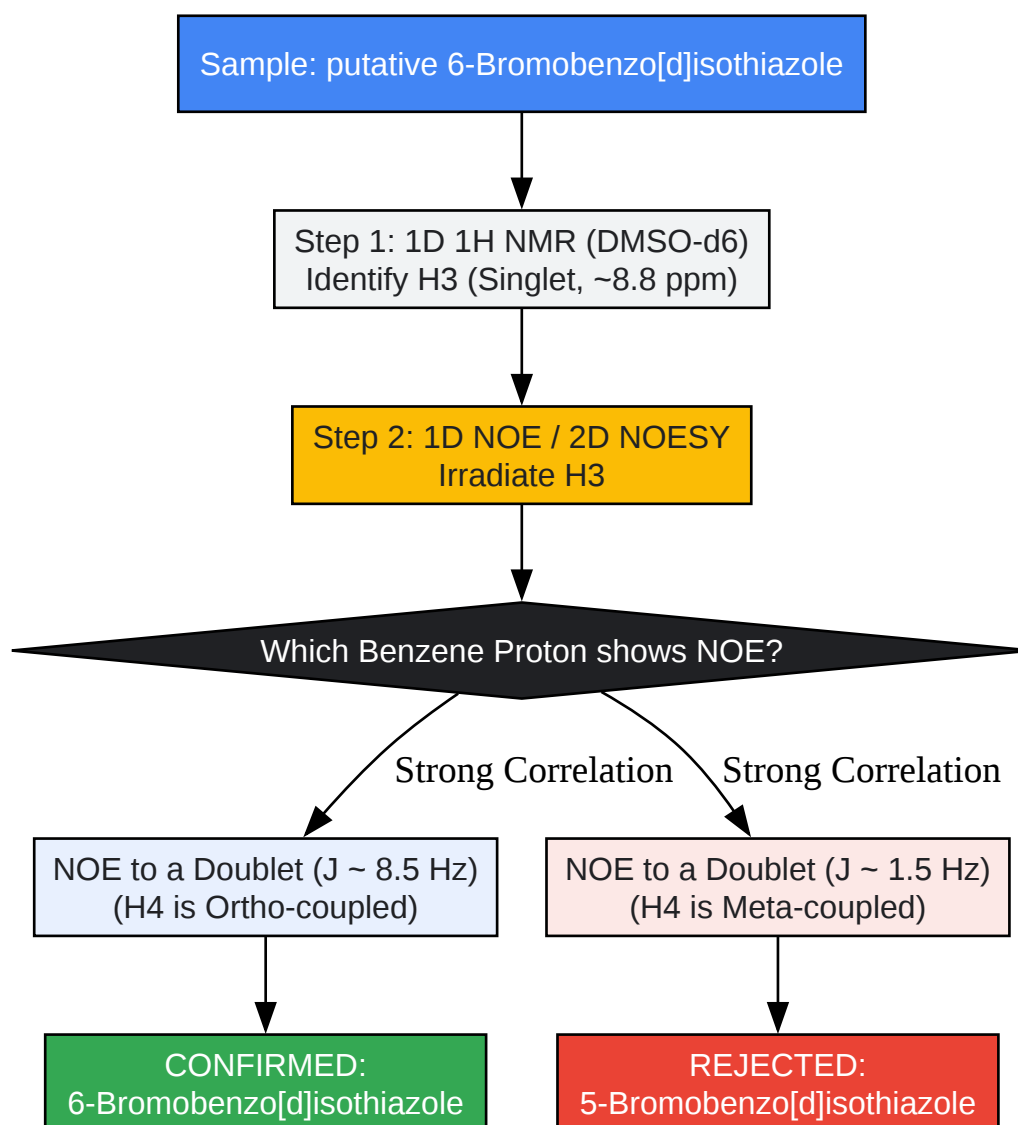 Sample: putative 6-Bromobenzo[d]isothiazole
Step 1: 1D 1H NMR (DMSO-d6)
Identify H3 (Singlet, ~8.8 ppm)
Step 2: 1D NOE / 2D NOESY
Irradiate H3
Which Benzene Proton shows NOE?
Strong Correlation
Strong Correlation
NOE to a Doublet (J ~ 8.5 Hz)
(H4 is Ortho-coupled)
NOE to a Doublet (J ~ 1.5 Hz)
(H4 is Meta-coupled)
CONFIRMED:
6-Bromobenzo[d]isothiazole
REJECTED:
5-Bromobenzo[d]isothiazole